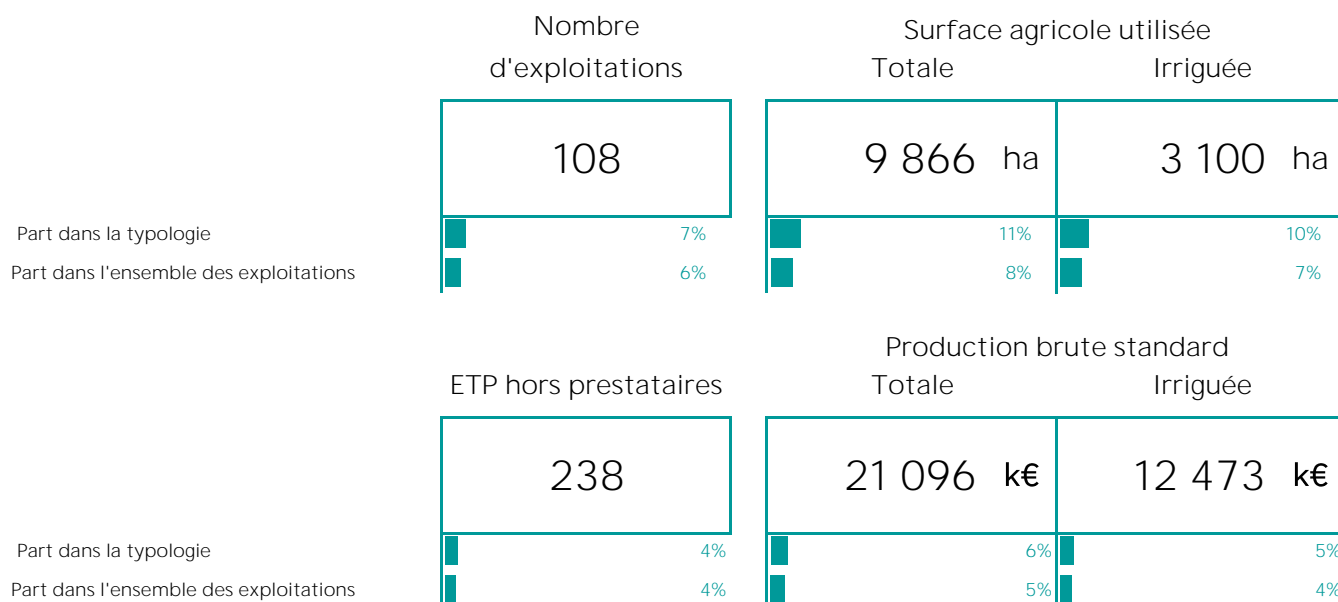 Nombre
d'exploitations
Surface agricole utilisée
Totale Irriguée
108 9 866 ha 3 100 ha
Part dans la typologie 7% 11% 10%
Part dans l'ensemble des exploitations 6% 8% 7%
Production brute standard
ETP hors prestataires Totale Irriguée
238 21 096 k€ 12 473 k€
Part dans la typologie 4% 6% 5%
Part dans l'ensemble des exploitations 4% 5% 4%